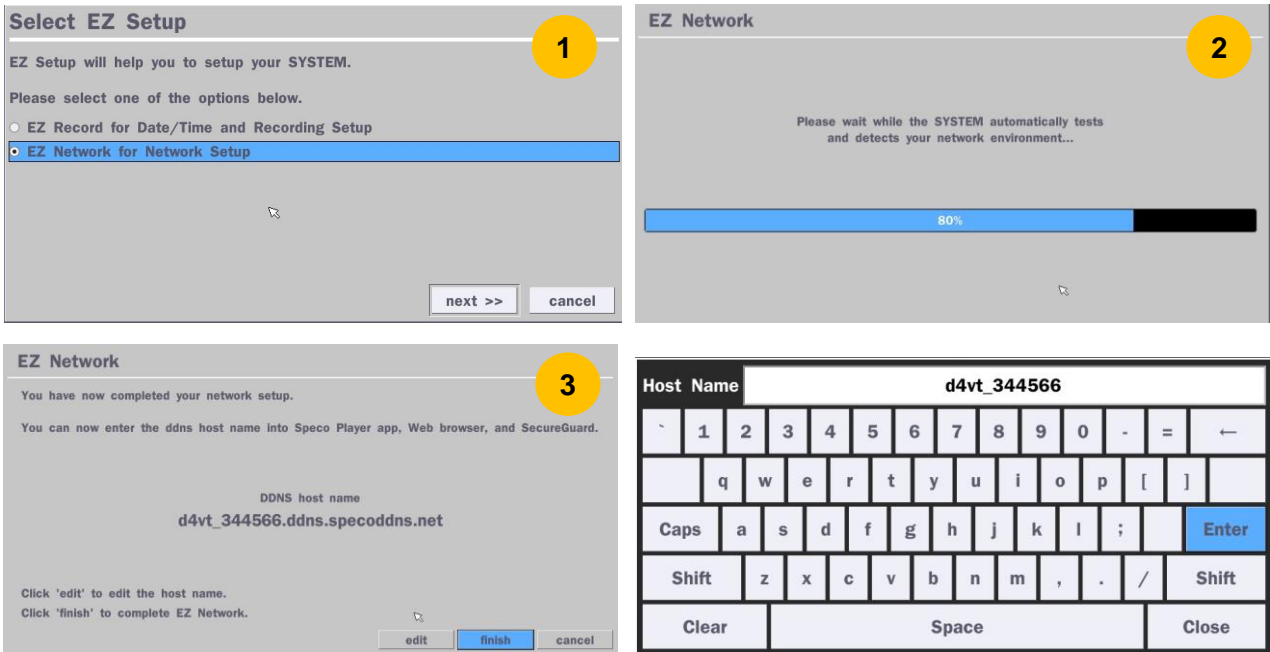 Select EZ Setup
1
EZ Setup will help you to setup your SYSTEM.
Please select one of the options below.
EZ Record for Date/Time and Recording Setup
EZ Network for Network Setup
next >> cancel
EZ Network
2
Please wait while the SYSTEM automatically tests
and detects your network environment...
80%
EZ Network
3
You have now completed your network setup.
You can now enter the ddns host name into Speco Player app, Web browser, and SecureGuard.
DDNS host name
d4vt_344566.ddns.specoddns.net
Click 'edit' to edit the host name.
Click 'finish' to complete EZ Network.
edit finish cancel
Host Name d4vt_344566
` 1 2 3 4 5 6 7 8 9 0 - = ←
q w e r t y u i o p [ ]
Caps a s d f g h j k l ; Enter
Shift z x c v b n m , . / Shift
Clear Space Close